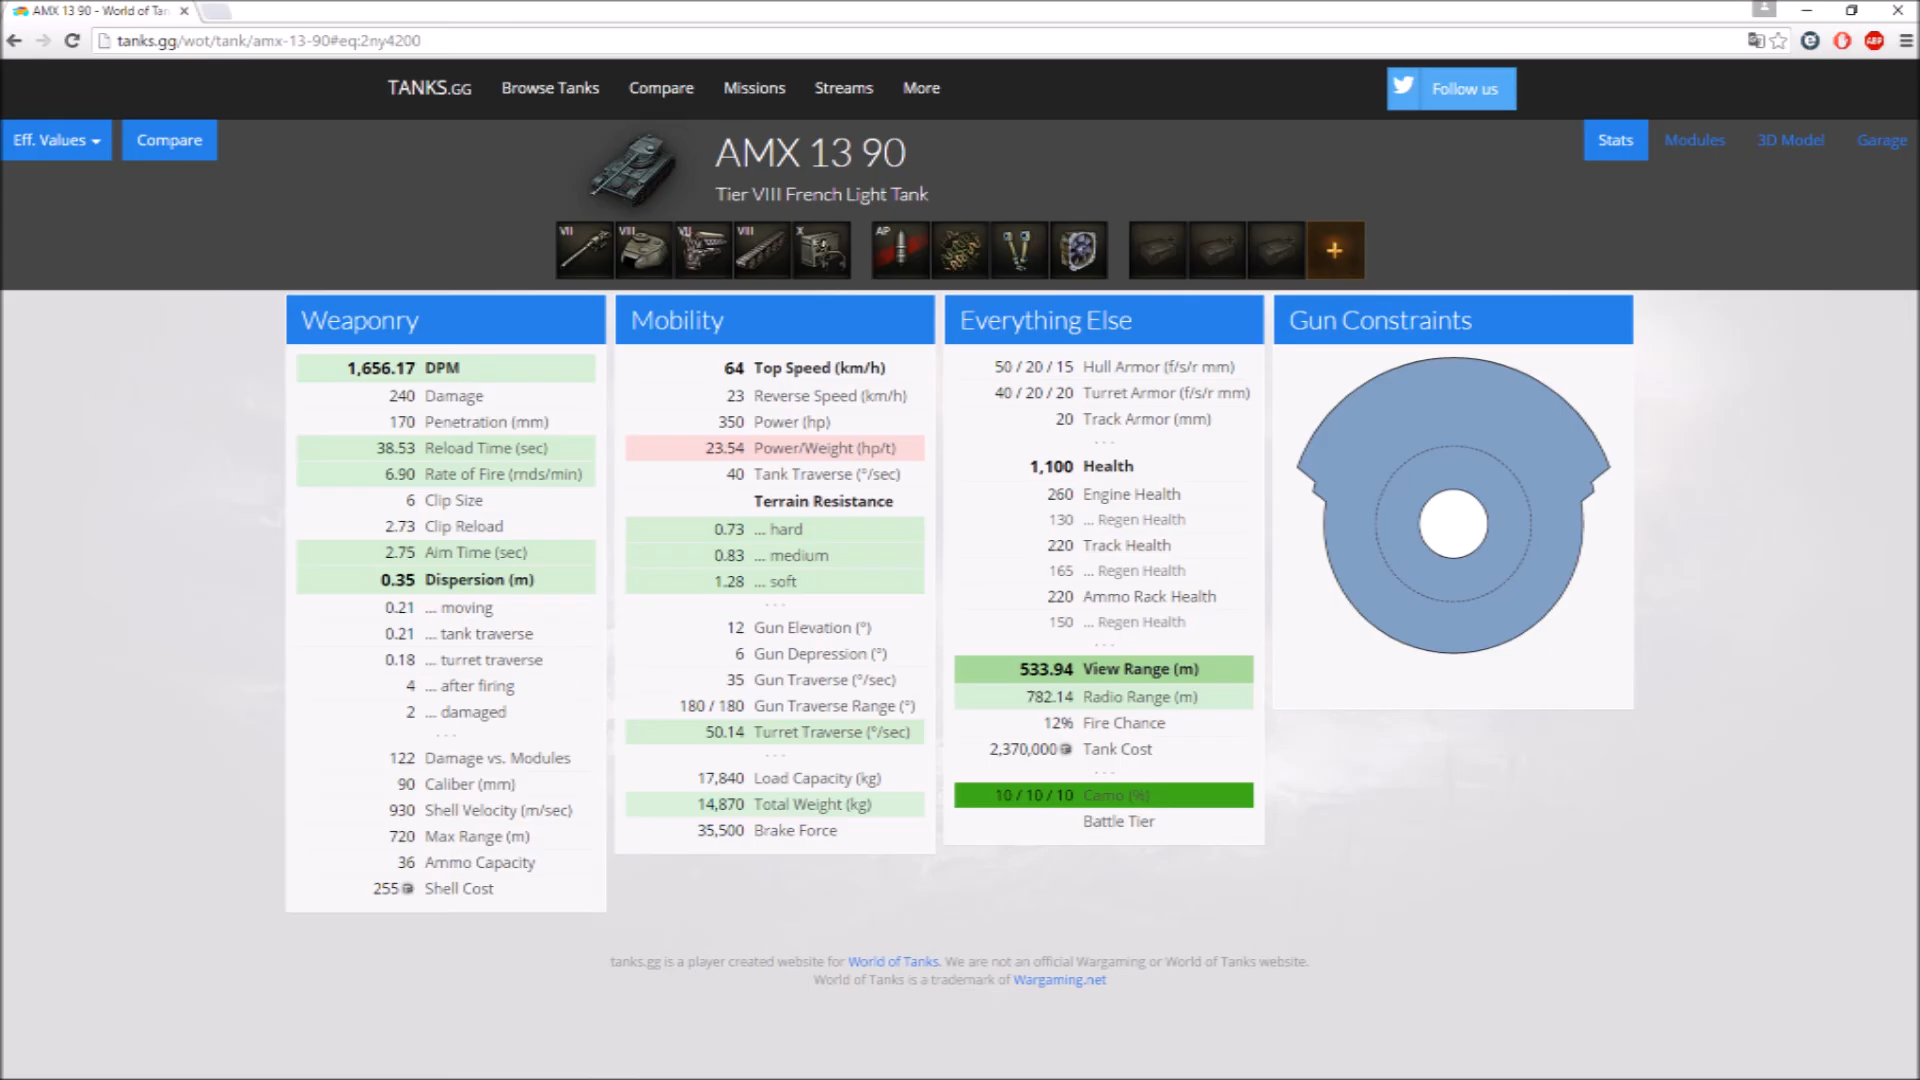 AMX 13 90 - World of Tan
tanks.gg/wot/tank/amx-13-90#eq:2ny4200
ABP
TANKS.GG Browse Tanks Compare Missions Streams More
Follow us
Eff. Values Compare
AMX 13 90
Stats Modules 3D Model Garage
Tier VIII French Light Tank
VII VIII VII VIII X AP
+
Weaponry
1,656.17 DPM
240 Damage
170 Penetration (mm)
38.53 Reload Time (sec)
6.90 Rate of Fire (rnds/min)
6 Clip Size
2.73 Clip Reload
2.75 Aim Time (sec)
0.35 Dispersion (m)
0.21 ... moving
0.21 ... tank traverse
0.18 ... turret traverse
4 ... after firing
2 ... damaged
- - -
122 Damage vs. Modules
90 Caliber (mm)
930 Shell Velocity (m/sec)
720 Max Range (m)
36 Ammo Capacity
255 Shell Cost
Mobility
64 Top Speed (km/h)
23 Reverse Speed (km/h)
350 Power (hp)
23.54 Power/Weight (hp/t)
40 Tank Traverse (°/sec)
Terrain Resistance
0.73 ... hard
0.83 ... medium
1.28 ... soft
- - -
12 Gun Elevation (°)
6 Gun Depression (°)
35 Gun Traverse (°/sec)
180 / 180 Gun Traverse Range (°)
50.14 Turret Traverse (°/sec)
- - -
17,840 Load Capacity (kg)
14,870 Total Weight (kg)
35,500 Brake Force
Everything Else
50 / 20 / 15 Hull Armor (f/s/r mm)
40 / 20 / 20 Turret Armor (f/s/r mm)
20 Track Armor (mm)
- - -
1,100 Health
260 Engine Health
130 ... Regen Health
220 Track Health
165 ... Regen Health
220 Ammo Rack Health
150 ... Regen Health
- - -
533.94 View Range (m)
782.14 Radio Range (m)
12% Fire Chance
2,370,000 Tank Cost
- - -
10 / 10 / 10 Camo (%)
Battle Tier
Gun Constraints
tanks.gg is a player created website for World of Tanks. We are not an official Wargaming or World of Tanks website.
World of Tanks is a trademark of Wargaming.net